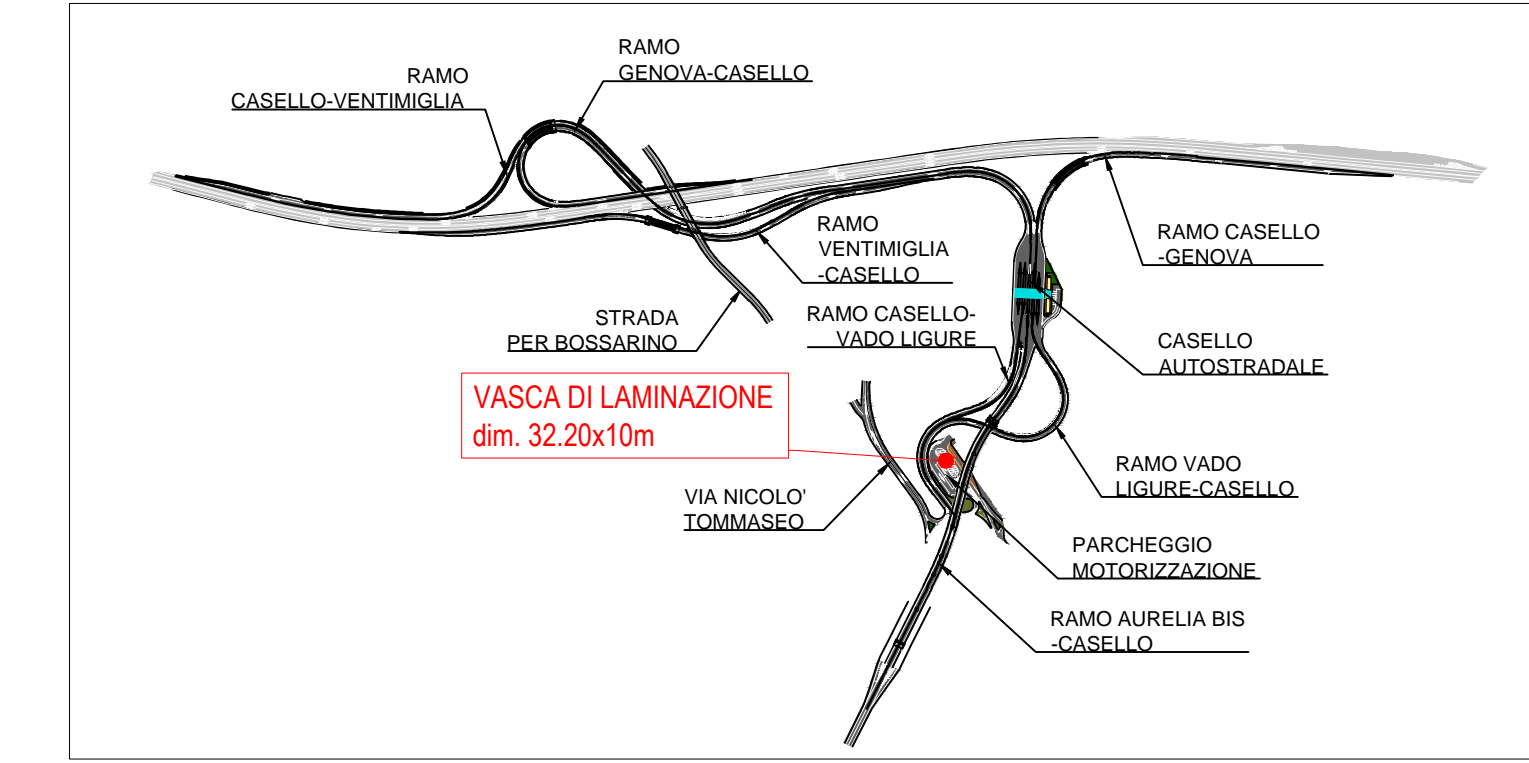 RAMO
GENOVA-CASELLO
RAMO
CASELLO-VENTIMIGLIA
RAMO
VENTIMIGLIA
-CASELLO
RAMO CASELLO
-GENOVA
STRADA
PER BOSSARINO
RAMO CASELLO-
VADO LIGURE
CASELLO
AUTOSTRADALE
VASCA DI LAMINAZIONE
dim. 32.20x10m
RAMO VADO
LIGURE-CASELLO
VIA NICOLO'
TOMMASEO
PARCHEGGIO
MOTORIZZAZIONE
RAMO AURELIA BIS
-CASELLO